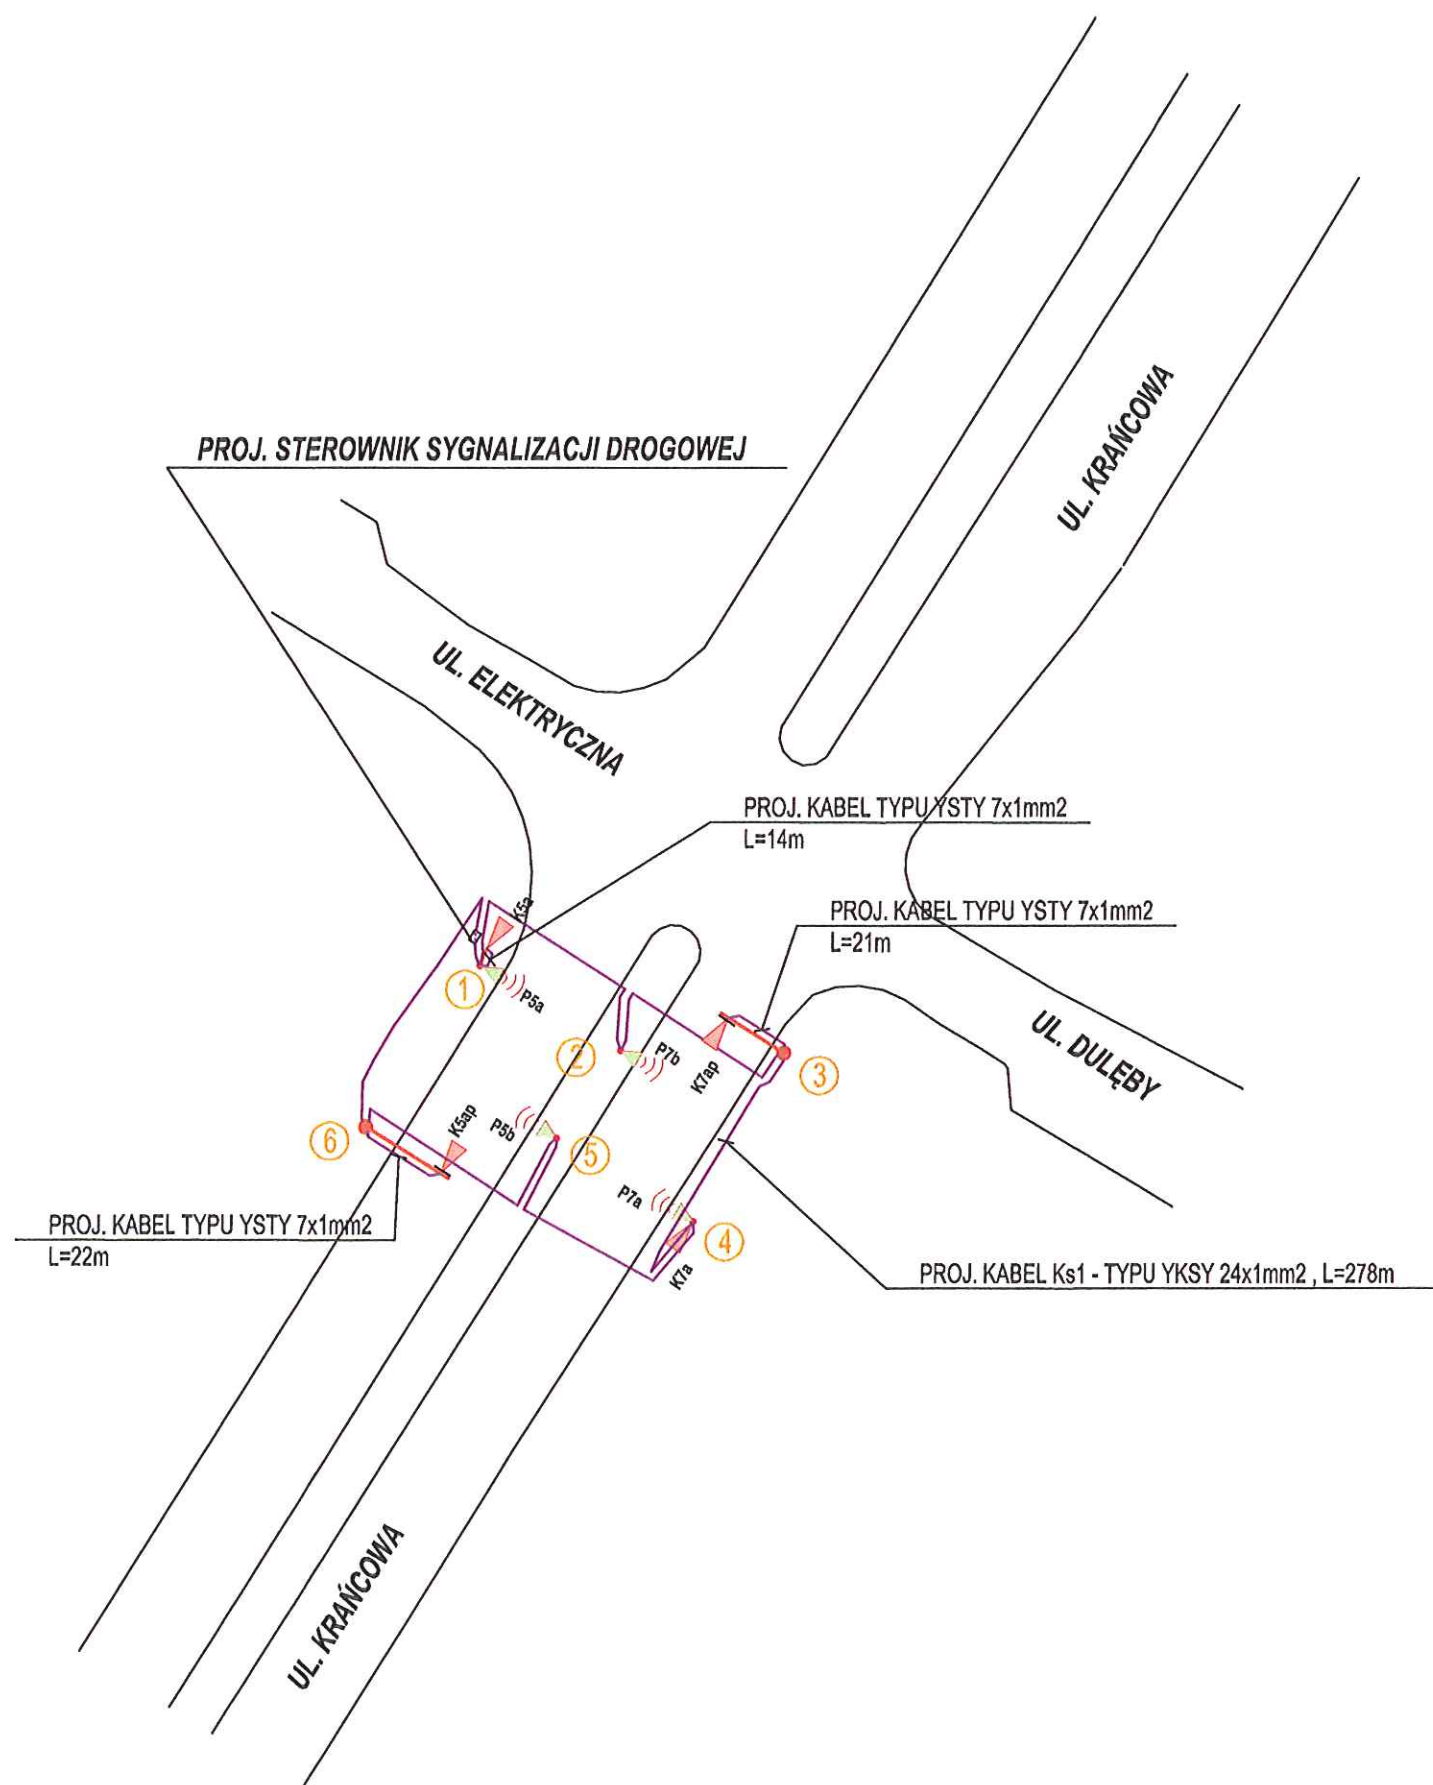 UL. KRAŃCOWA
PROJ. STEROWNIK SYGNALIZACJI DROGOWEJ
UL. ELEKTRYCZNA
PROJ. KABEL TYPU YSTY 7x1mm2
L=14m
K5a
PROJ. KABEL TYPU YSTY 7x1mm2
L=21m
1
P5a
2
P7b
K7ap
3
UL. DULĘBY
6
K5ap
P5b
5
P7a
4
K7a
PROJ. KABEL TYPU YSTY 7x1mm2
L=22m
PROJ. KABEL Ks1 - TYPU YKSY 24x1mm2 , L=278m
UL. KRAŃCOWA